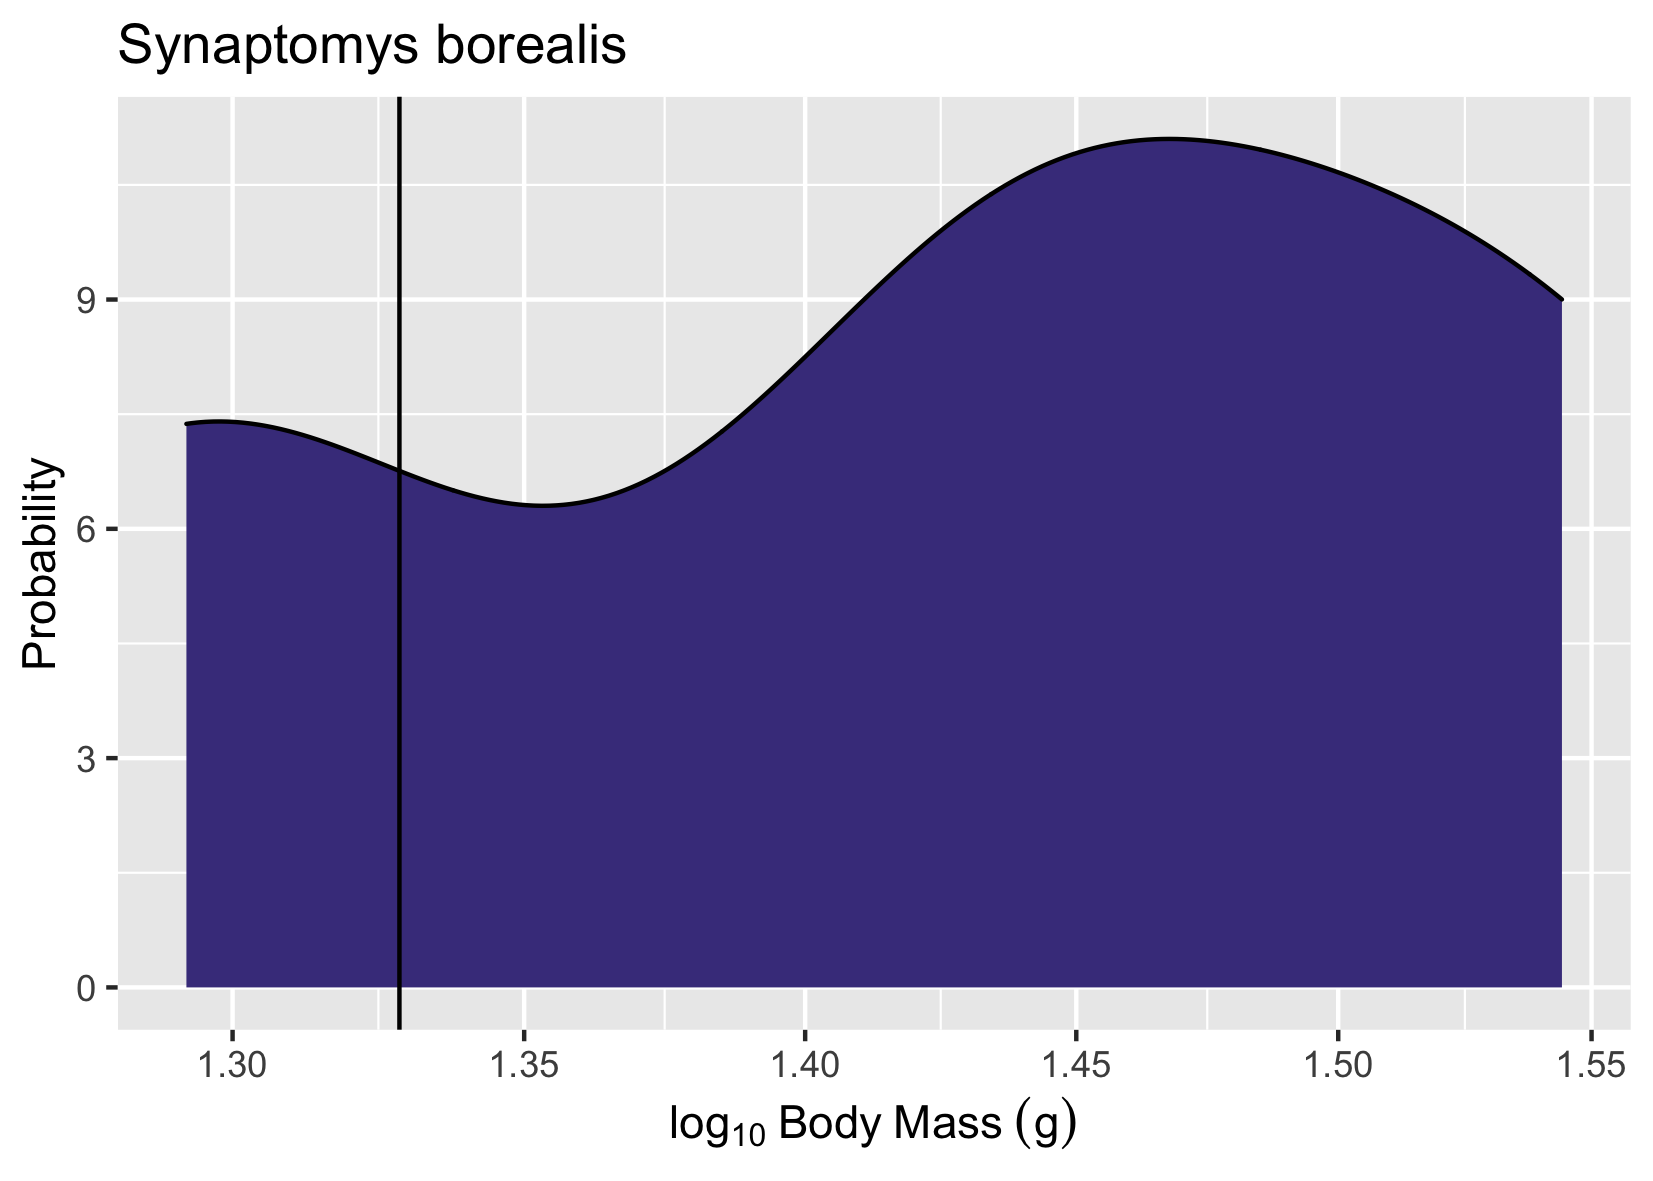 Synaptomys borealis
Probability
9
6
3
0
1.30 1.35 1.40 1.45 1.50 1.55
log₁₀ Body Mass (g)